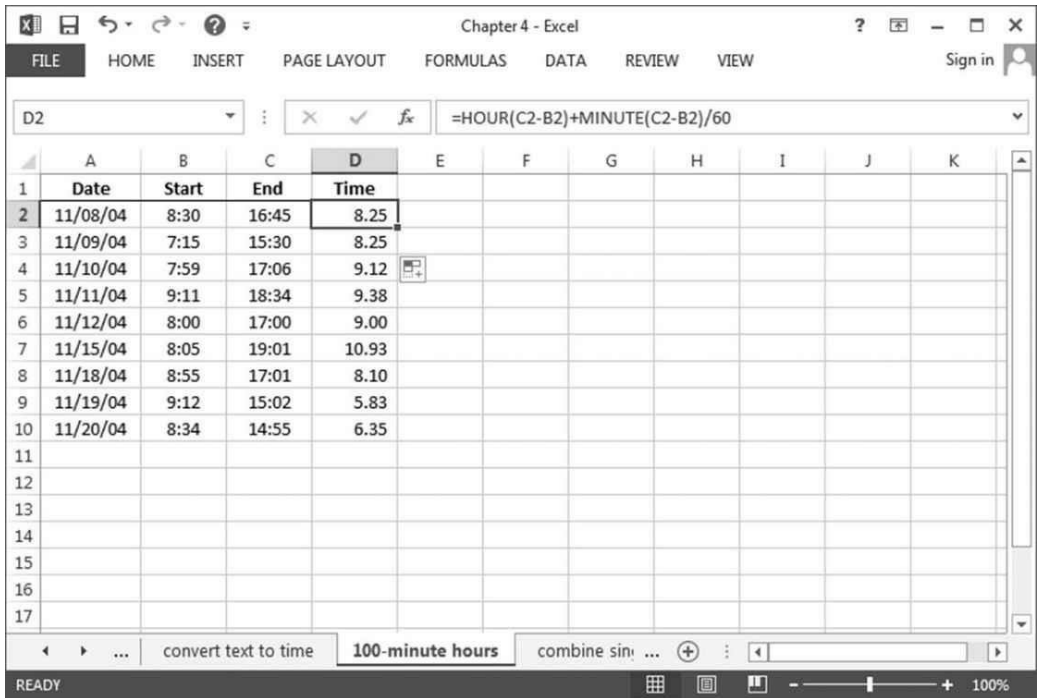 Chapter 4 - Excel
FILE HOME INSERT PAGE LAYOUT FORMULAS DATA REVIEW VIEW Sign in
D2 fx =HOUR(C2-B2)+MINUTE(C2-B2)/60
A B C D E F G H I J K
1 Date Start End Time
2 11/08/04 8:30 16:45 8.25
3 11/09/04 7:15 15:30 8.25
4 11/10/04 7:59 17:06 9.12
5 11/11/04 9:11 18:34 9.38
6 11/12/04 8:00 17:00 9.00
7 11/15/04 8:05 19:01 10.93
8 11/18/04 8:55 17:01 8.10
9 11/19/04 9:12 15:02 5.83
10 11/20/04 8:34 14:55 6.35
11
12
13
14
15
16
17
... convert text to time 100-minute hours combine sin ...
READY 100%